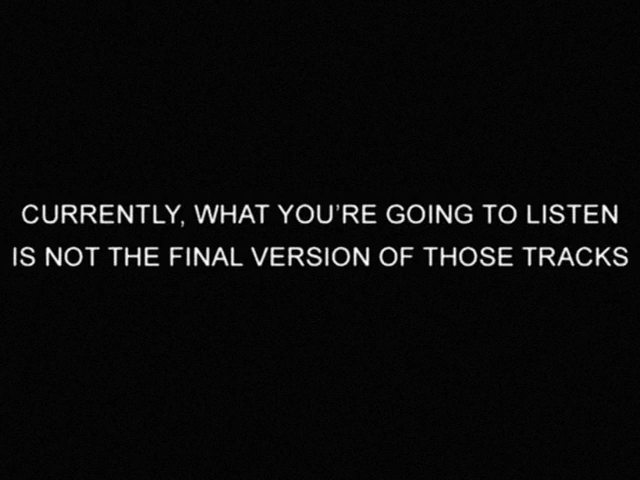 CURRENTLY, WHAT YOU'RE GOING TO LISTEN
IS NOT THE FINAL VERSION OF THOSE TRACKS